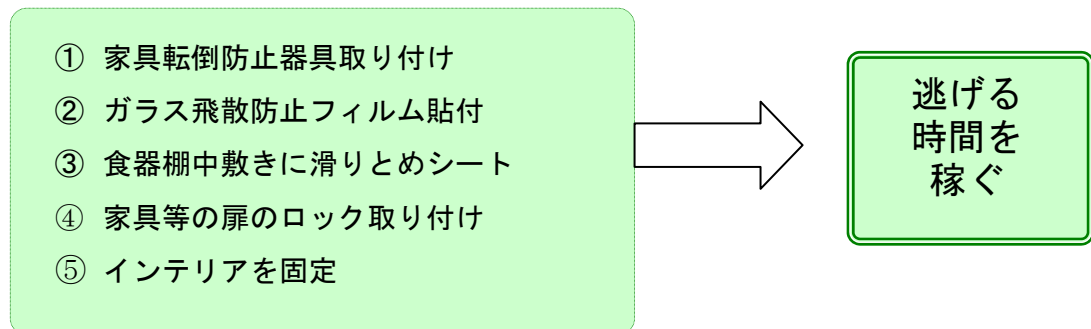 ① 家具転倒防止器具取り付け
② ガラス飛散防止フィルム貼付
③ 食器棚中敷きに滑りとめシート
④ 家具等の扉のロック取り付け
⑤ インテリアを固定
逃げる
時間を
稼ぐ